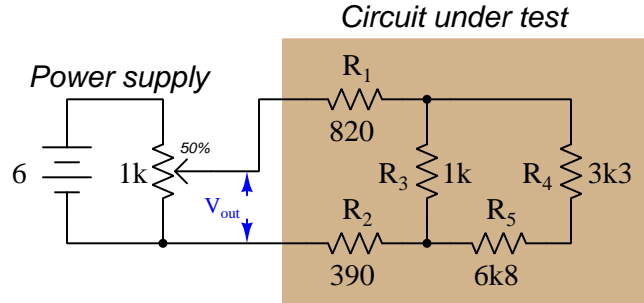 Circuit under test
Power supply
R1
820
50%
6
1k
R3
1k
R4
3k3
Vout
R2
390
R5
6k8